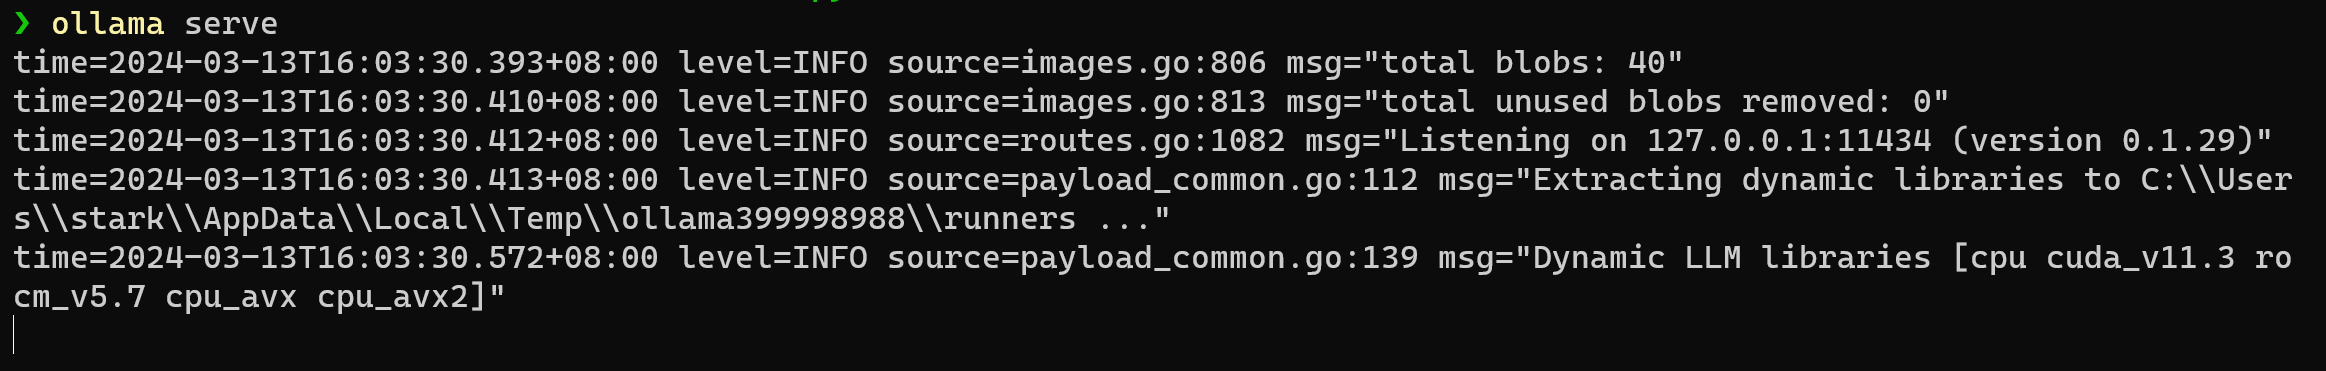 ❯ ollama serve
time=2024-03-13T16:03:30.393+08:00 level=INFO source=images.go:806 msg="total blobs: 40"
time=2024-03-13T16:03:30.410+08:00 level=INFO source=images.go:813 msg="total unused blobs removed: 0"
time=2024-03-13T16:03:30.412+08:00 level=INFO source=routes.go:1082 msg="Listening on 127.0.0.1:11434 (version 0.1.29)"
time=2024-03-13T16:03:30.413+08:00 level=INFO source=payload_common.go:112 msg="Extracting dynamic libraries to C:\\User
s\\stark\\AppData\\Local\\Temp\\ollama399998988\\runners ..."
time=2024-03-13T16:03:30.572+08:00 level=INFO source=payload_common.go:139 msg="Dynamic LLM libraries [cpu cuda_v11.3 ro
cm_v5.7 cpu_avx cpu_avx2]"